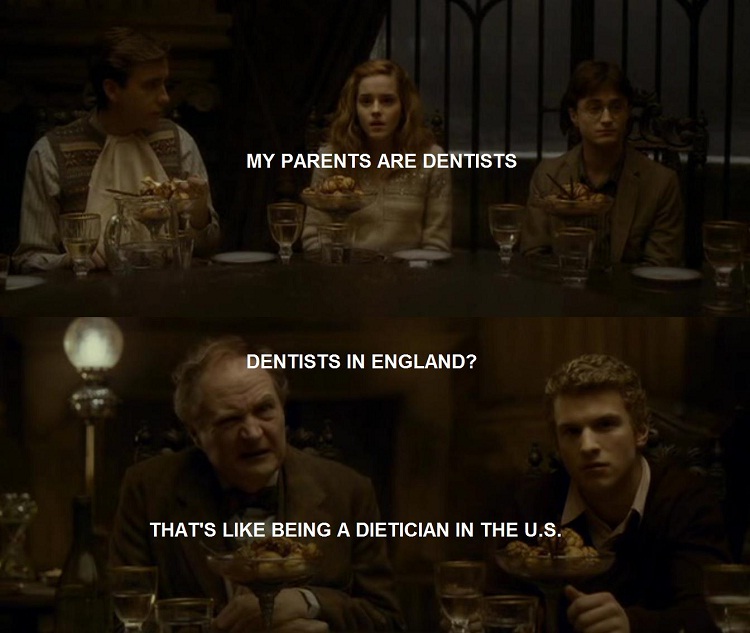 MY PARENTS ARE DENTISTS
DENTISTS IN ENGLAND?
THAT'S LIKE BEING A DIETICIAN IN THE U.S.